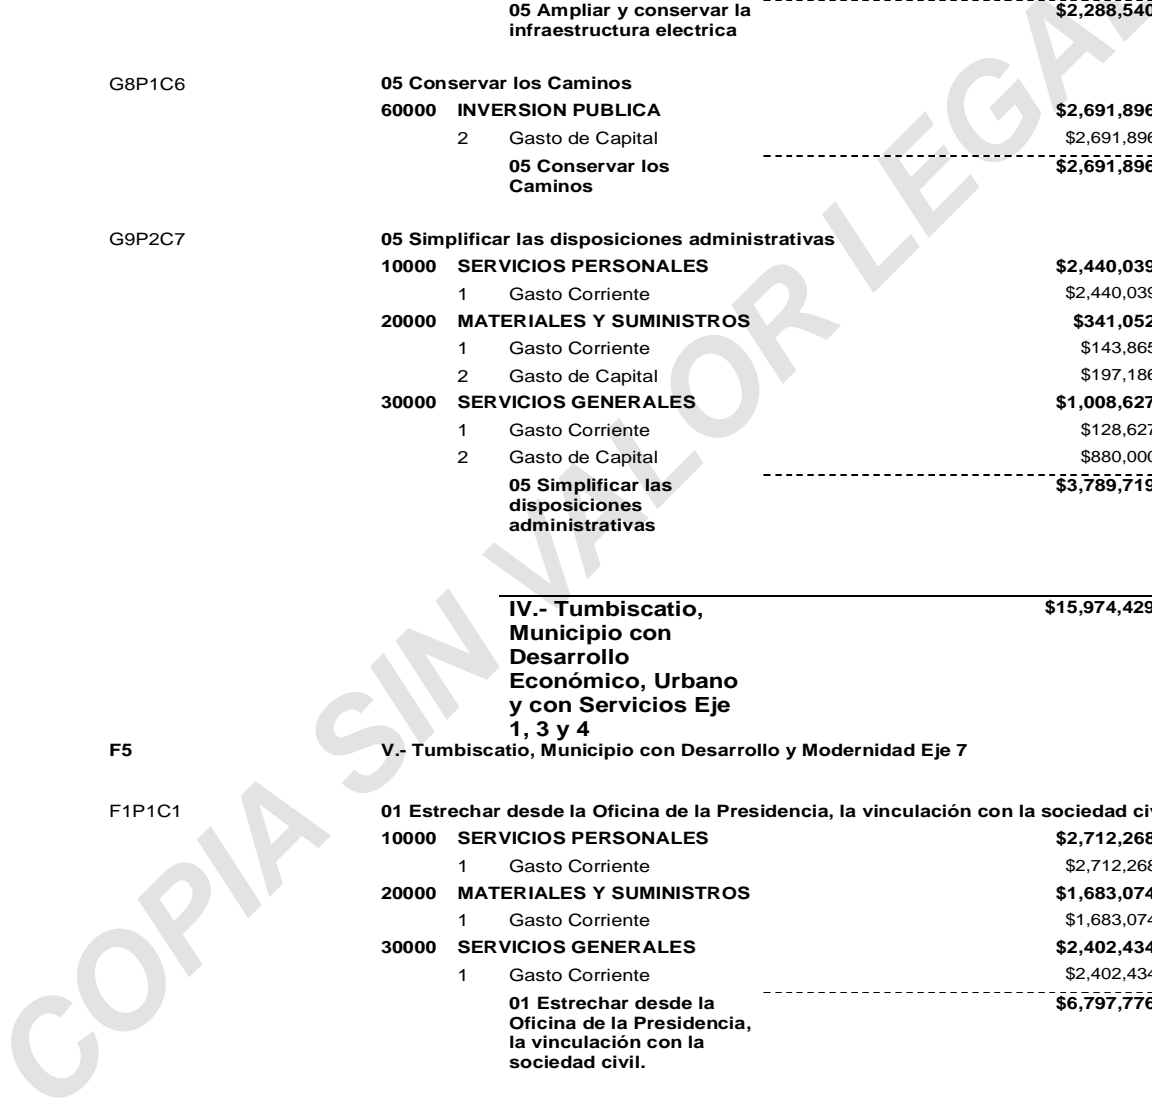 05 Ampliar y conservar la $2,288,540
infraestructura electrica
G8P1C6 05 Conservar los Caminos
60000 INVERSION PUBLICA $2,691,896
2 Gasto de Capital $2,691,896
05 Conservar los $2,691,896
Caminos
G9P2C7 05 Simplificar las disposiciones administrativas
10000 SERVICIOS PERSONALES $2,440,039
1 Gasto Corriente $2,440,039
20000 MATERIALES Y SUMINISTROS $341,052
1 Gasto Corriente $143,865
2 Gasto de Capital $197,186
30000 SERVICIOS GENERALES $1,008,627
1 Gasto Corriente $128,627
2 Gasto de Capital $880,000
05 Simplificar las $3,789,719
disposiciones
administrativas
IV.- Tumbiscatio, $15,974,429
Municipio con
Desarrollo
Económico, Urbano
y con Servicios Eje
1, 3 y 4
F5 V.- Tumbiscatio, Municipio con Desarrollo y Modernidad Eje 7
F1P1C1 01 Estrechar desde la Oficina de la Presidencia, la vinculación con la sociedad civ
10000 SERVICIOS PERSONALES $2,712,268
1 Gasto Corriente $2,712,268
20000 MATERIALES Y SUMINISTROS $1,683,074
1 Gasto Corriente $1,683,074
30000 SERVICIOS GENERALES $2,402,434
1 Gasto Corriente $2,402,434
01 Estrechar desde la $6,797,776
Oficina de la Presidencia,
la vinculación con la
sociedad civil.
COPIA SIN VALOR LEGAL